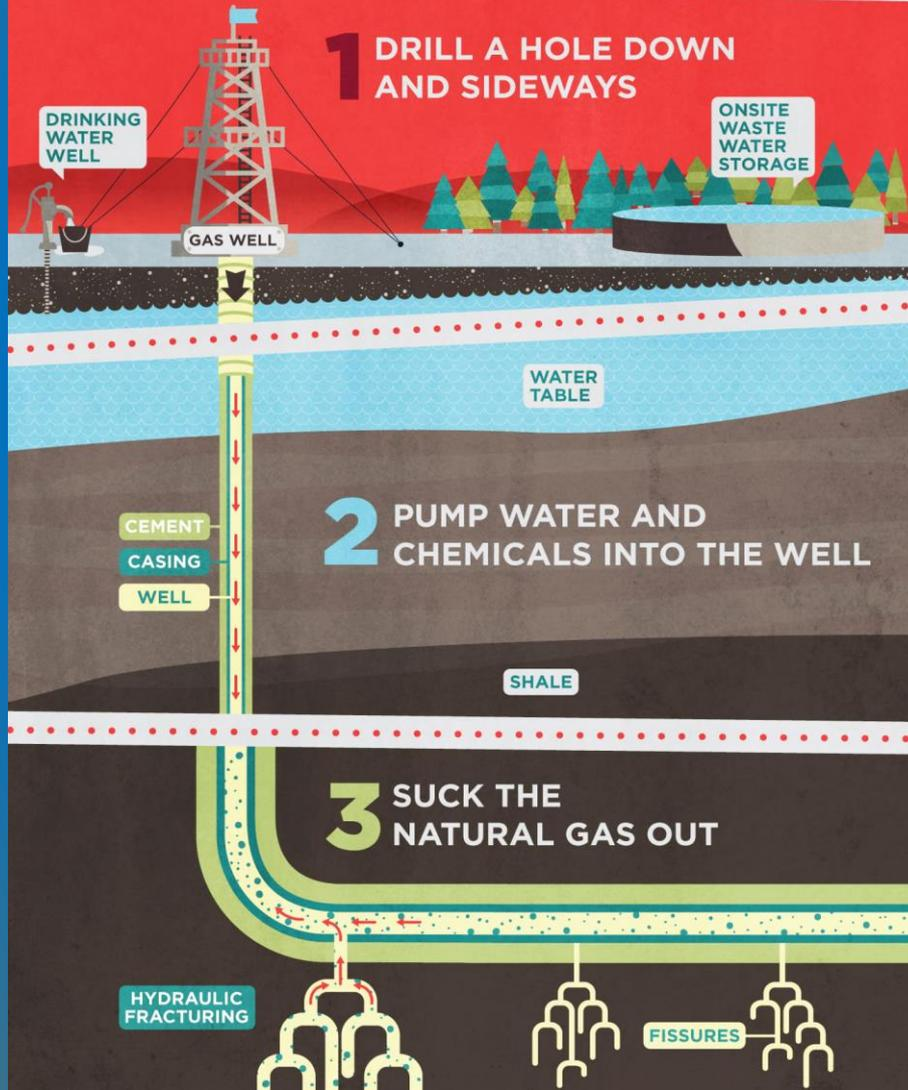 1 DRILL A HOLE DOWN
AND SIDEWAYS
DRINKING
WATER
WELL
ONSITE
WASTE
WATER
STORAGE
GAS WELL
WATER
TABLE
2 PUMP WATER AND
CHEMICALS INTO THE WELL
CEMENT
CASING
WELL
SHALE
3 SUCK THE
NATURAL GAS OUT
HYDRAULIC
FRACTURING
FISSURES